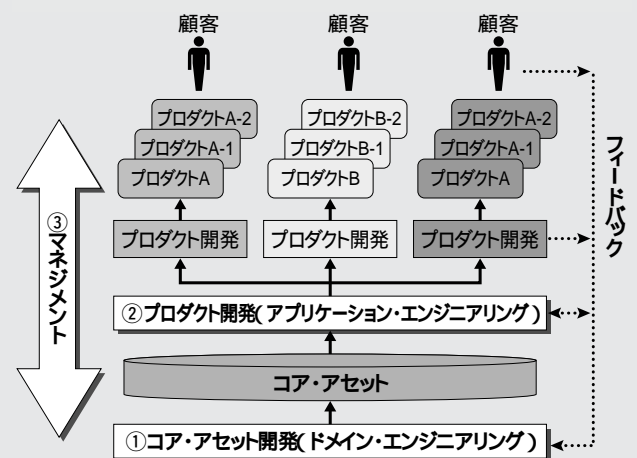 顧客
顧客
顧客
プロダクトA-2
プロダクトA-1
プロダクトA
プロダクトB-2
プロダクトB-1
プロダクトB
プロダクトA-2
プロダクトA-1
プロダクトA
プロダクト開発
プロダクト開発
プロダクト開発
フィードバック
③マネジメント
②プロダクト開発(アプリケーション・エンジニアリング)
コア・アセット
①コア・アセット開発(ドメイン・エンジニアリング)